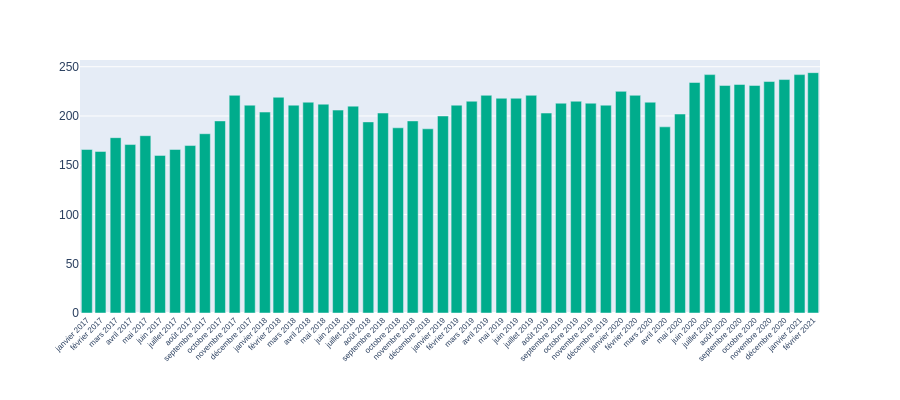 250
200
150
100
50
0
janvier 2017
février 2017
mars 2017
avril 2017
mai 2017
juin 2017
juillet 2017
août 2017
septembre 2017
octobre 2017
novembre 2017
décembre 2017
janvier 2018
février 2018
mars 2018
avril 2018
mai 2018
juin 2018
juillet 2018
août 2018
septembre 2018
octobre 2018
novembre 2018
décembre 2018
janvier 2019
février 2019
mars 2019
avril 2019
mai 2019
juin 2019
juillet 2019
août 2019
septembre 2019
octobre 2019
novembre 2019
décembre 2019
janvier 2020
février 2020
mars 2020
avril 2020
mai 2020
juin 2020
juillet 2020
août 2020
septembre 2020
octobre 2020
novembre 2020
décembre 2020
janvier 2021
février 2021